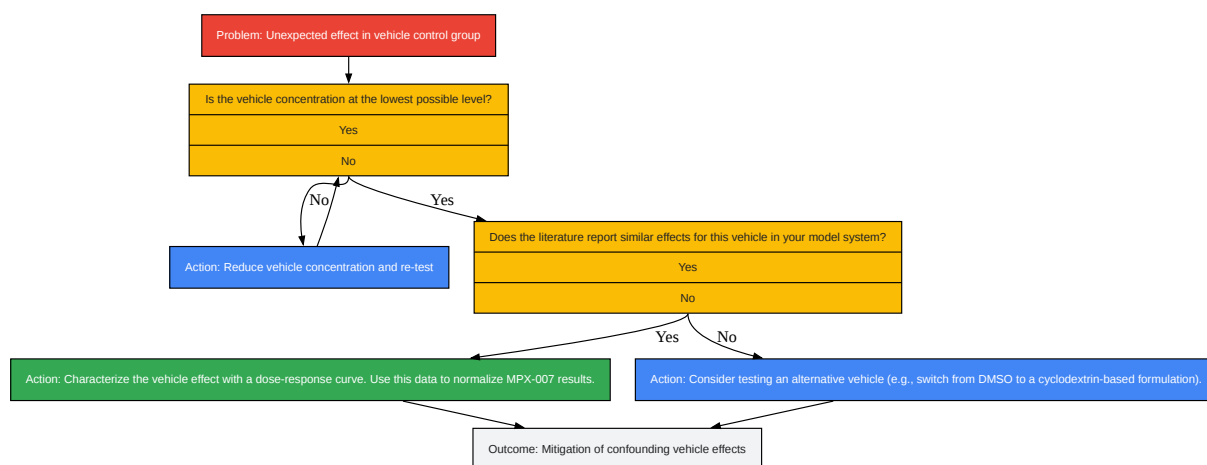 Problem: Unexpected effect in vehicle control group
Is the vehicle concentration at the lowest possible level?
Yes
No
No
Yes
Action: Reduce vehicle concentration and re-test
Does the literature report similar effects for this vehicle in your model system?
Yes
No
Yes
No
Action: Characterize the vehicle effect with a dose-response curve. Use this data to normalize MPX-007 results.
Action: Consider testing an alternative vehicle (e.g., switch from DMSO to a cyclodextrin-based formulation).
Outcome: Mitigation of confounding vehicle effects